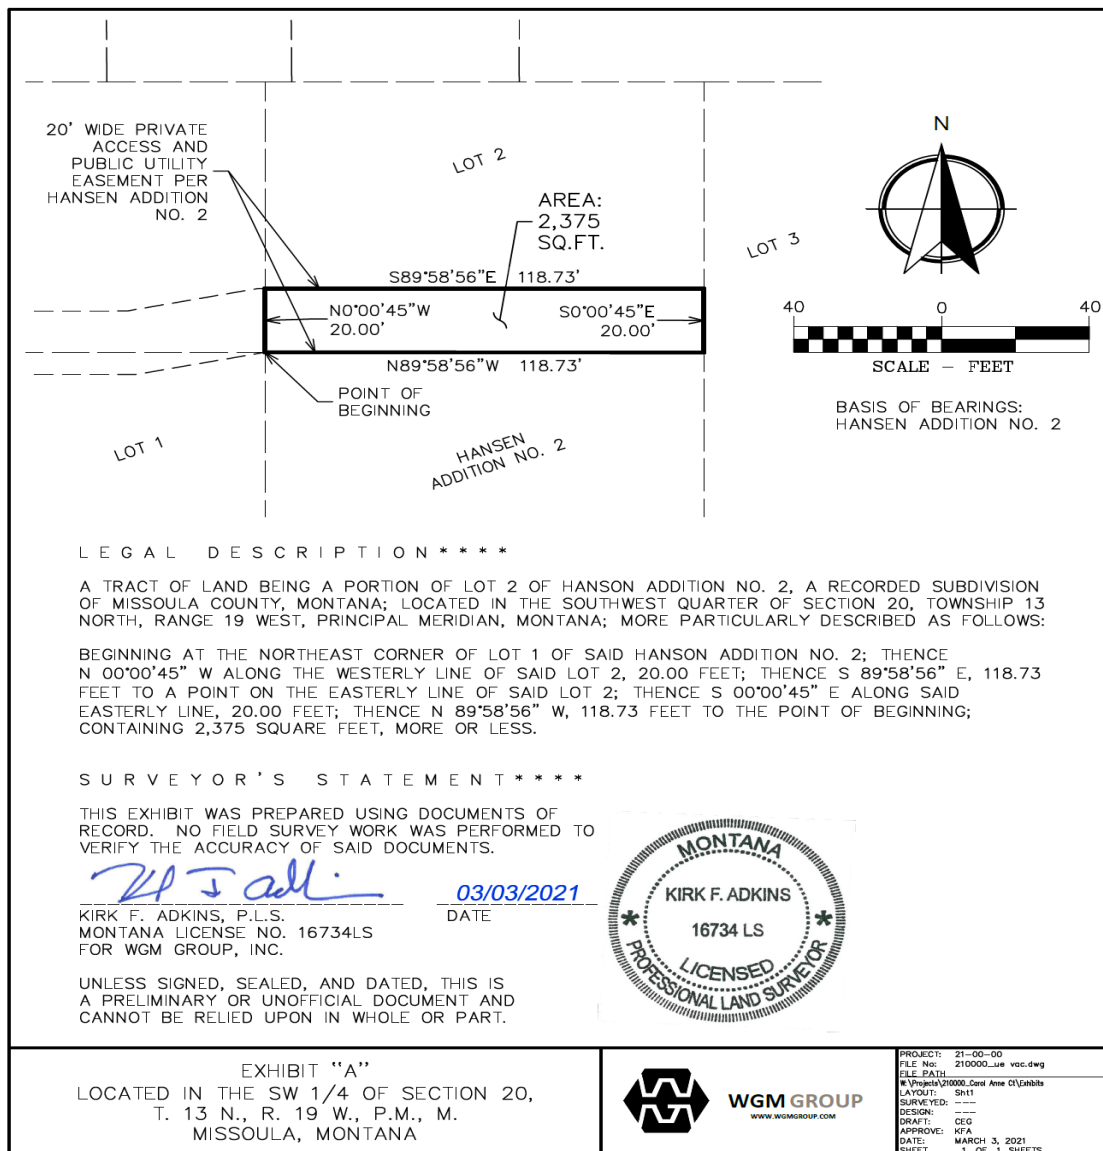 20' WIDE PRIVATE
ACCESS AND
PUBLIC UTILITY
EASEMENT PER
HANSEN ADDITION
NO. 2
LOT 2
AREA:
2,375
SQ.FT.
LOT 3
N
S89°58'56"E 118.73'
N0°00'45"W
20.00'
S0°00'45"E
20.00'
N89°58'56"W 118.73'
POINT OF
BEGINNING
LOT 1
HANSEN
ADDITION NO. 2
40 0 40
SCALE – FEET
BASIS OF BEARINGS:
HANSEN ADDITION NO. 2
LEGAL DESCRIPTION****
A TRACT OF LAND BEING A PORTION OF LOT 2 OF HANSON ADDITION NO. 2, A RECORDED SUBDIVISION
OF MISSOULA COUNTY, MONTANA; LOCATED IN THE SOUTHWEST QUARTER OF SECTION 20, TOWNSHIP 13
NORTH, RANGE 19 WEST, PRINCIPAL MERIDIAN, MONTANA; MORE PARTICULARLY DESCRIBED AS FOLLOWS:
BEGINNING AT THE NORTHEAST CORNER OF LOT 1 OF SAID HANSON ADDITION NO. 2; THENCE
N 00°00'45" W ALONG THE WESTERLY LINE OF SAID LOT 2, 20.00 FEET; THENCE S 89°58'56" E, 118.73
FEET TO A POINT ON THE EASTERLY LINE OF SAID LOT 2; THENCE S 00°00'45" E ALONG SAID
EASTERLY LINE, 20.00 FEET; THENCE N 89°58'56" W, 118.73 FEET TO THE POINT OF BEGINNING;
CONTAINING 2,375 SQUARE FEET, MORE OR LESS.
SURVEYOR'S STATEMENT****
THIS EXHIBIT WAS PREPARED USING DOCUMENTS OF
RECORD. NO FIELD SURVEY WORK WAS PERFORMED TO
VERIFY THE ACCURACY OF SAID DOCUMENTS.
03/03/2021
KIRK F. ADKINS, P.L.S.
DATE
MONTANA LICENSE NO. 16734LS
FOR WGM GROUP, INC.
UNLESS SIGNED, SEALED, AND DATED, THIS IS
A PRELIMINARY OR UNOFFICIAL DOCUMENT AND
CANNOT BE RELIED UPON IN WHOLE OR PART.
MONTANA
KIRK F. ADKINS
16734 LS
LICENSED
PROFESSIONAL LAND SURVEYOR
EXHIBIT "A"
LOCATED IN THE SW 1/4 OF SECTION 20,
T. 13 N., R. 19 W., P.M., M.
MISSOULA, MONTANA
WGM GROUP
WWW.WGMGROUP.COM
PROJECT: 21-00-00
FILE No: 210000_ue vac.dwg
FILE PATH
W:\Projects\210000_Carol Anne Ct\Exhibits
LAYOUT: Sht1
SURVEYED: ---
DESIGN: ---
DRAFT: CEG
APPROVE: KFA
DATE: MARCH 3, 2021
SHEET 1 OF 1 SHEETS